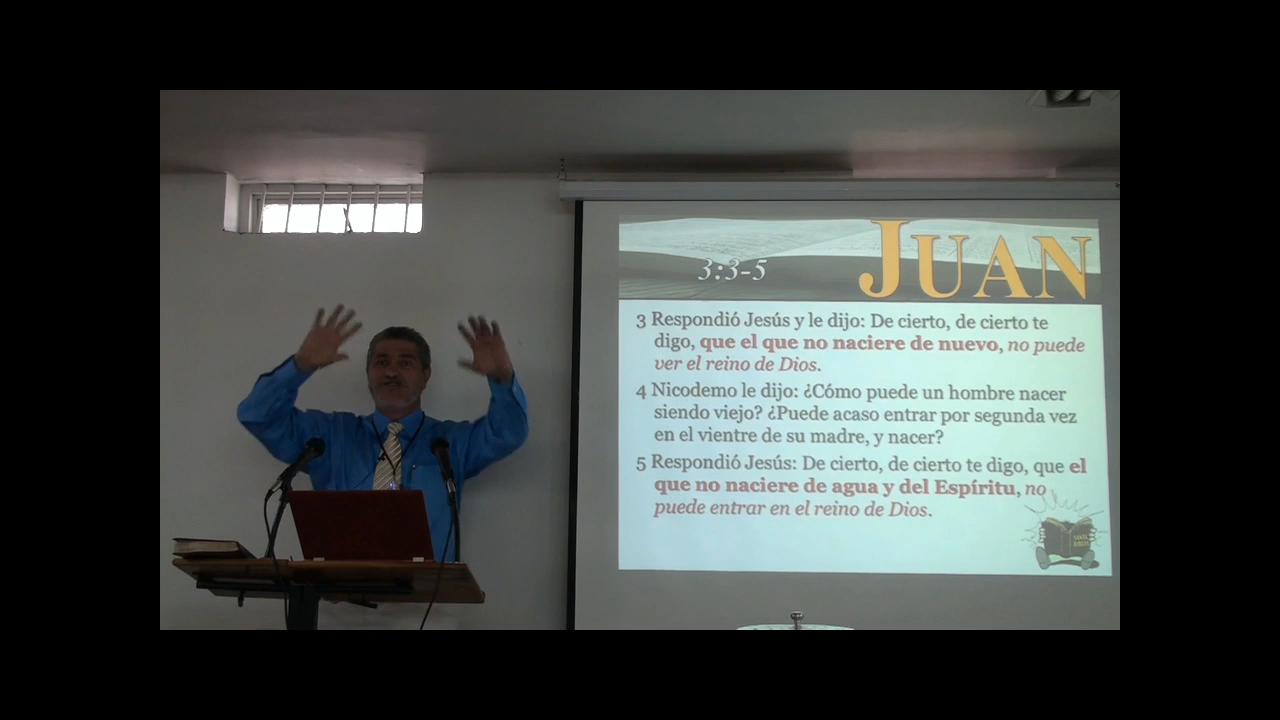 JUAN
3:3-5
3 Respondió Jesús y le dijo: De cierto, de cierto te
digo, que el que no naciere de nuevo, no puede
ver el reino de Dios.
4 Nicodemo le dijo: ¿Cómo puede un hombre nacer
siendo viejo? ¿Puede acaso entrar por segunda vez
en el vientre de su madre, y nacer?
5 Respondió Jesús: De cierto, de cierto te digo, que el
que no naciere de agua y del Espíritu, no
puede entrar en el reino de Dios.